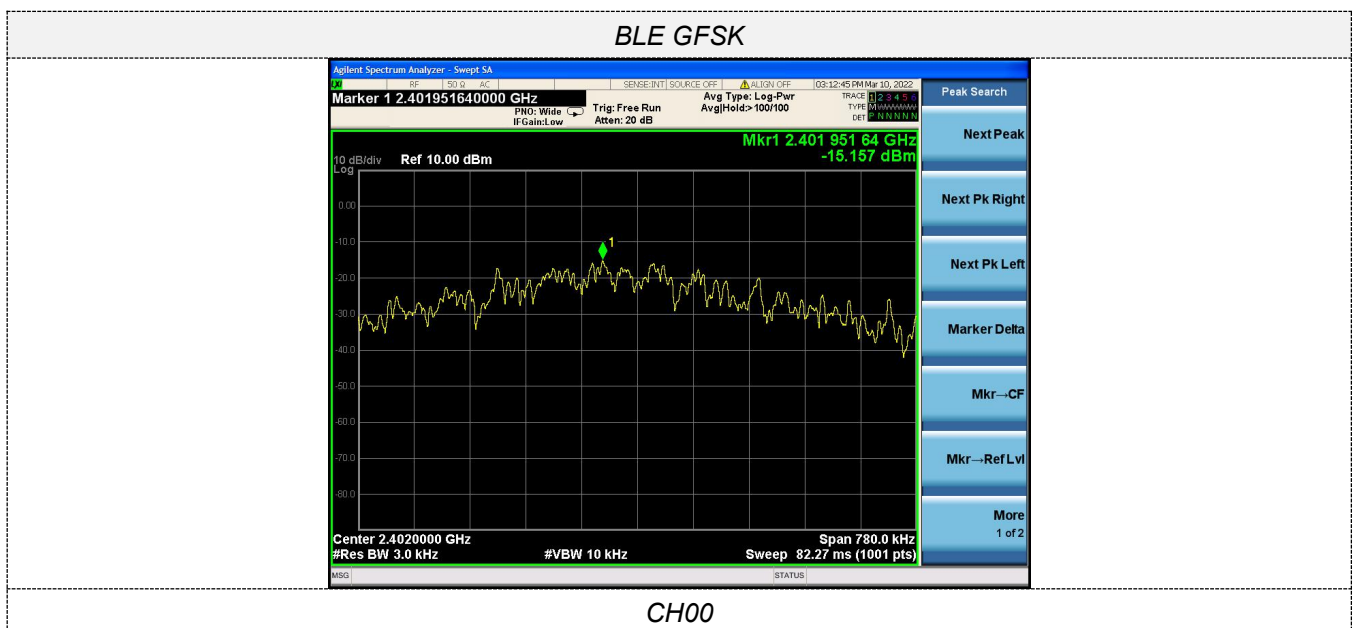 BLE GFSK
Agilent Spectrum Analyzer - Swept SA
RF 50 Ω AC SENSE:INT SOURCE OFF ALIGN OFF 03:12:45 PM Mar 10, 2022
Marker 1 2.401951640000 GHz
PNO: Wide
IFGain:Low
Trig: Free Run
Atten: 20 dB
Avg Type: Log-Pwr
Avg|Hold:>100/100
TRACE 1 2 3 4 5 6
TYPE M
DET P N N N N N
Peak Search
Mkr1 2.401 951 64 GHz
-15.157 dBm
10 dB/div Ref 10.00 dBm
Log
0.00
-10.0
-20.0
-30.0
-40.0
-50.0
-60.0
-70.0
-80.0
1
Next Peak
Next Pk Right
Next Pk Left
Marker Delta
Mkr→CF
Mkr→Ref Lvl
More
1 of 2
Center 2.4020000 GHz Span 780.0 kHz
#Res BW 3.0 kHz #VBW 10 kHz Sweep 82.27 ms (1001 pts)
MSG STATUS
CH00